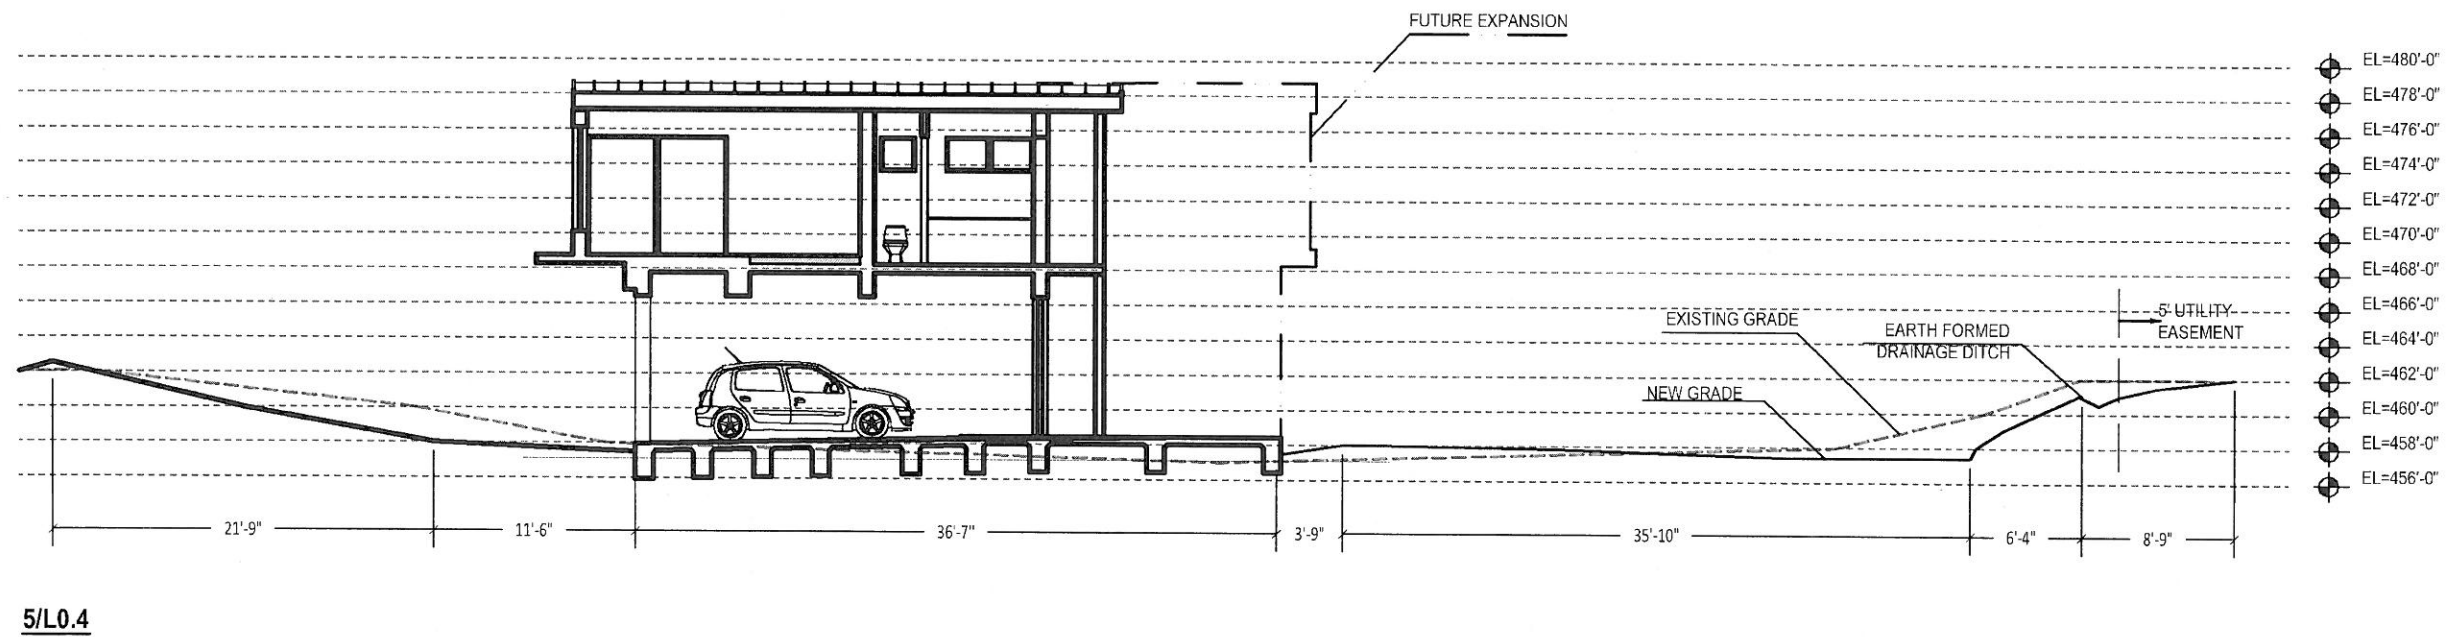 FUTURE EXPANSION
EL=480'-0"
EL=478'-0"
EL=476'-0"
EL=474'-0"
EL=472'-0"
EL=470'-0"
EL=468'-0"
EL=466'-0"
EL=464'-0"
EL=462'-0"
EL=460'-0"
EL=458'-0"
EL=456'-0"
EXISTING GRADE
EARTH FORMED
DRAINAGE DITCH
5' UTILITY
EASEMENT
NEW GRADE
21'-9"
11'-6"
36'-7"
3'-9"
35'-10"
6'-4"
8'-9"
5/L0.4